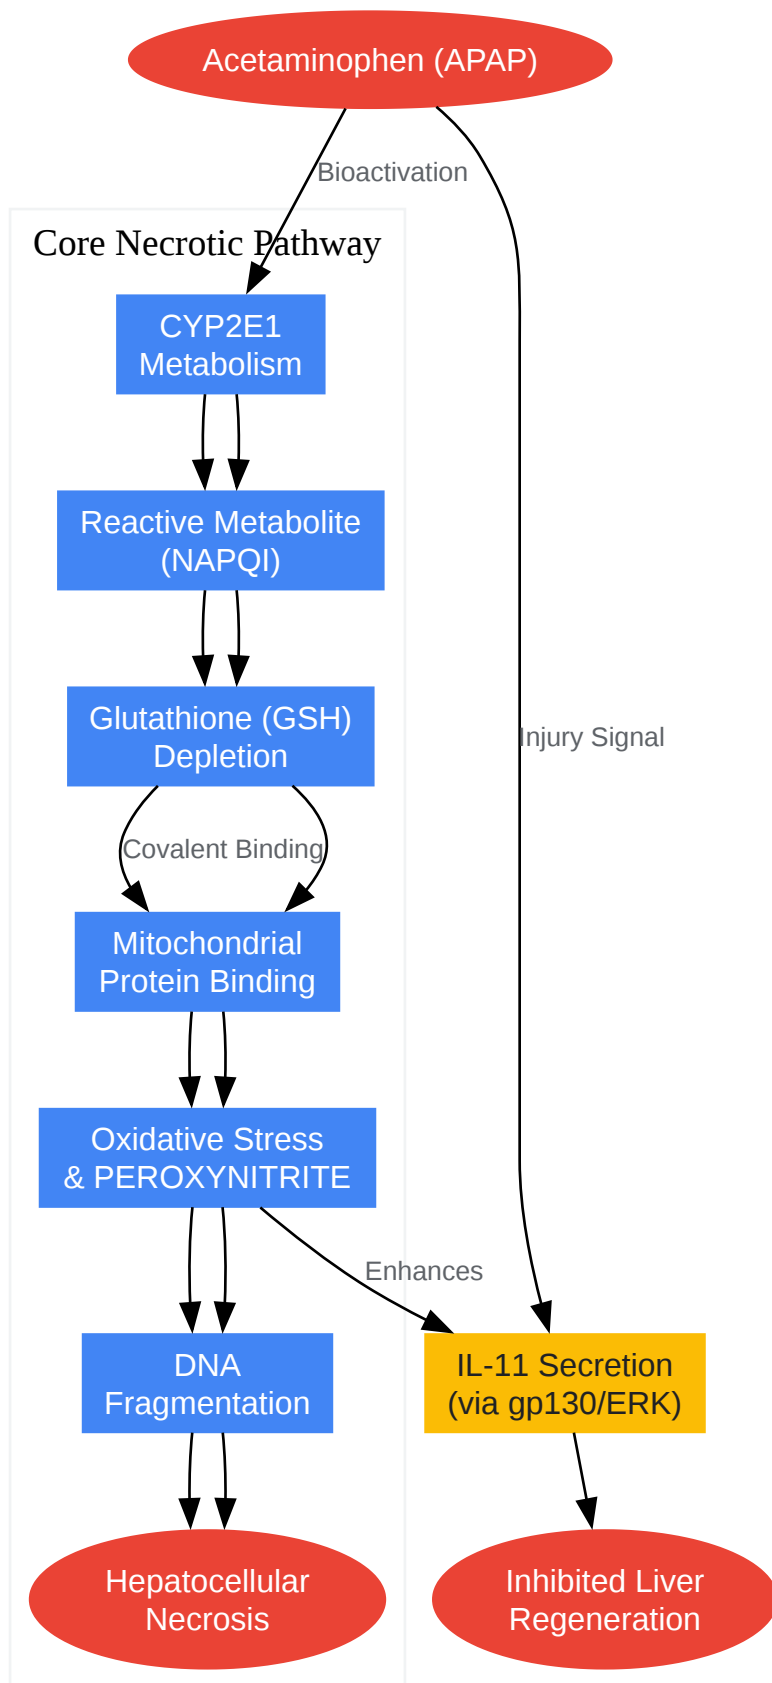 Acetaminophen (APAP)
Bioactivation
Core Necrotic Pathway
CYP2E1
Metabolism
Reactive Metabolite
(NAPQI)
Glutathione (GSH)
Depletion
Injury Signal
Covalent Binding
Mitochondrial
Protein Binding
Oxidative Stress
& PEROXYNITRITE
Enhances
DNA
Fragmentation
IL-11 Secretion
(via gp130/ERK)
Hepatocellular
Necrosis
Inhibited Liver
Regeneration